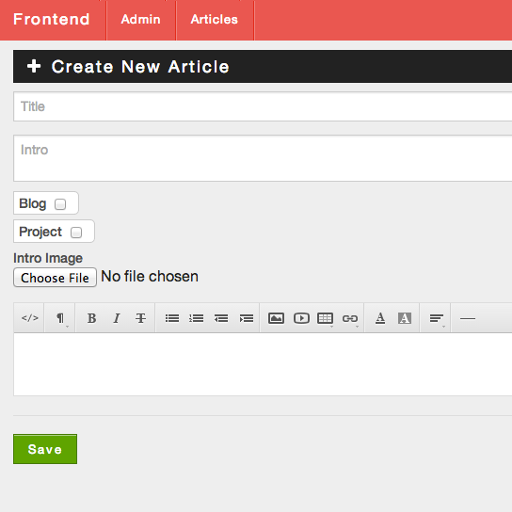 Frontend Admin Articles
+ Create New Article
Title
Intro
Blog
Project
Intro Image
Choose File No file chosen
</> ¶ B I T A A
Save